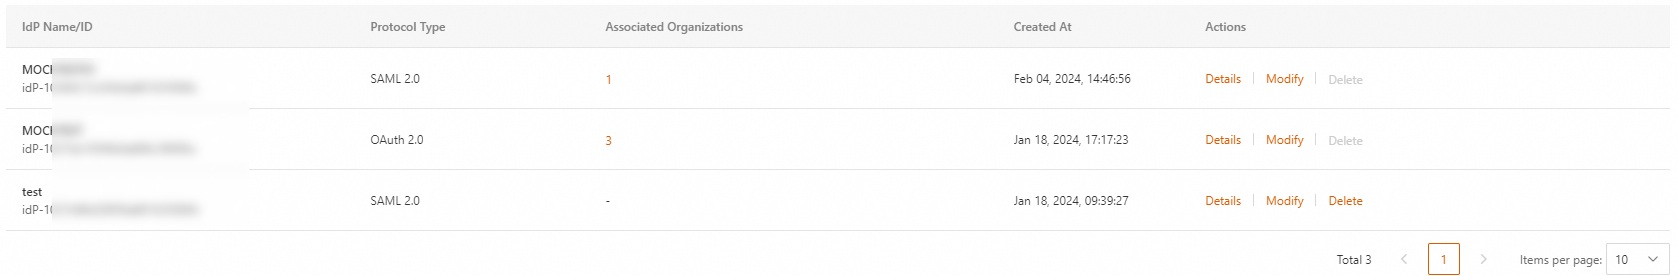 IdP Name/ID Protocol Type Associated Organizations Created At Actions
MOC
idP-10
SAML 2.0 1 Feb 04, 2024, 14:46:56 Details Modify Delete
MOC
idP-10
OAuth 2.0 3 Jan 18, 2024, 17:17:23 Details Modify Delete
test
idP-10
SAML 2.0 - Jan 18, 2024, 09:39:27 Details Modify Delete
Total 3 1 Items per page: 10